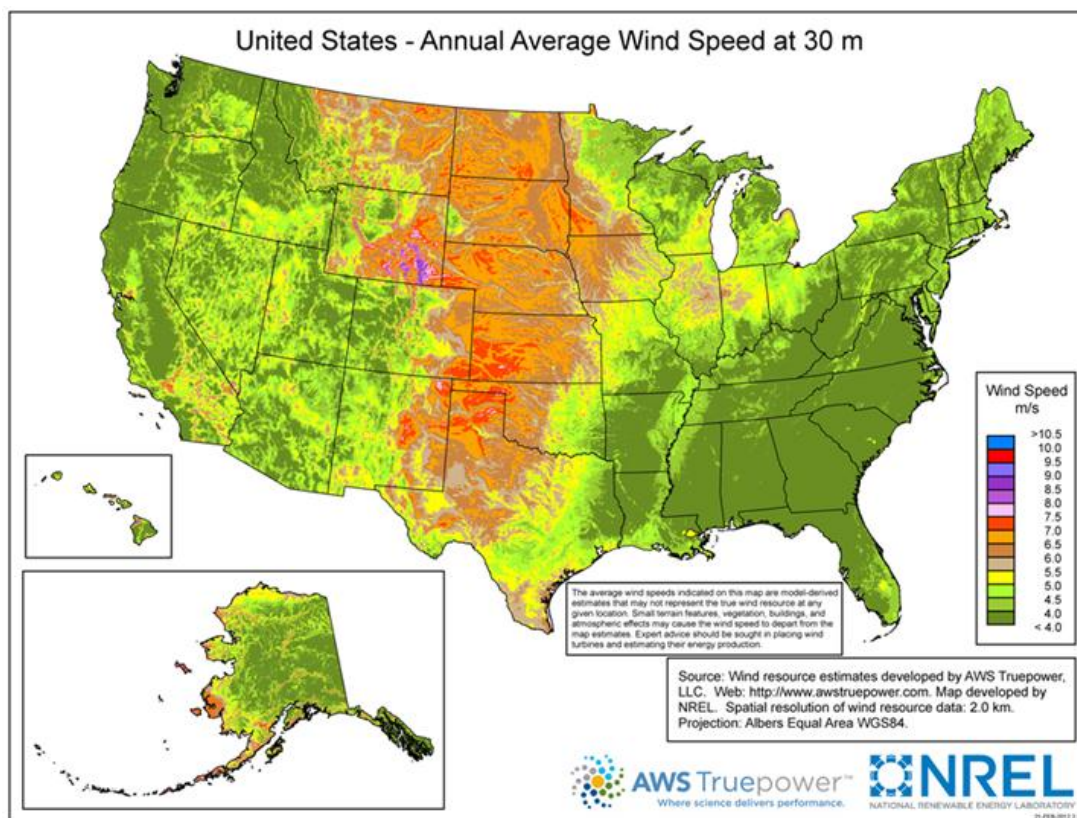 United States - Annual Average Wind Speed at 30 m
Wind Speed
m/s
>10.5
10.0
9.5
9.0
8.5
8.0
7.5
7.0
6.5
6.0
5.5
5.0
4.5
4.0
< 4.0
The average wind speeds indicated on this map are model-derived
estimates that may not represent the true wind resource at any
given location. Small terrain features, vegetation, buildings, and
atmospheric effects may cause the wind speed to depart from the
map estimates. Expert advice should be sought in placing wind
turbines and estimating their energy production.
Source: Wind resource estimates developed by AWS Truepower,
LLC. Web: http://www.awstruepower.com. Map developed by
NREL. Spatial resolution of wind resource data: 2.0 km.
Projection: Albers Equal Area WGS84.
AWS Truepower™
Where science delivers performance.
NREL
NATIONAL RENEWABLE ENERGY LABORATORY